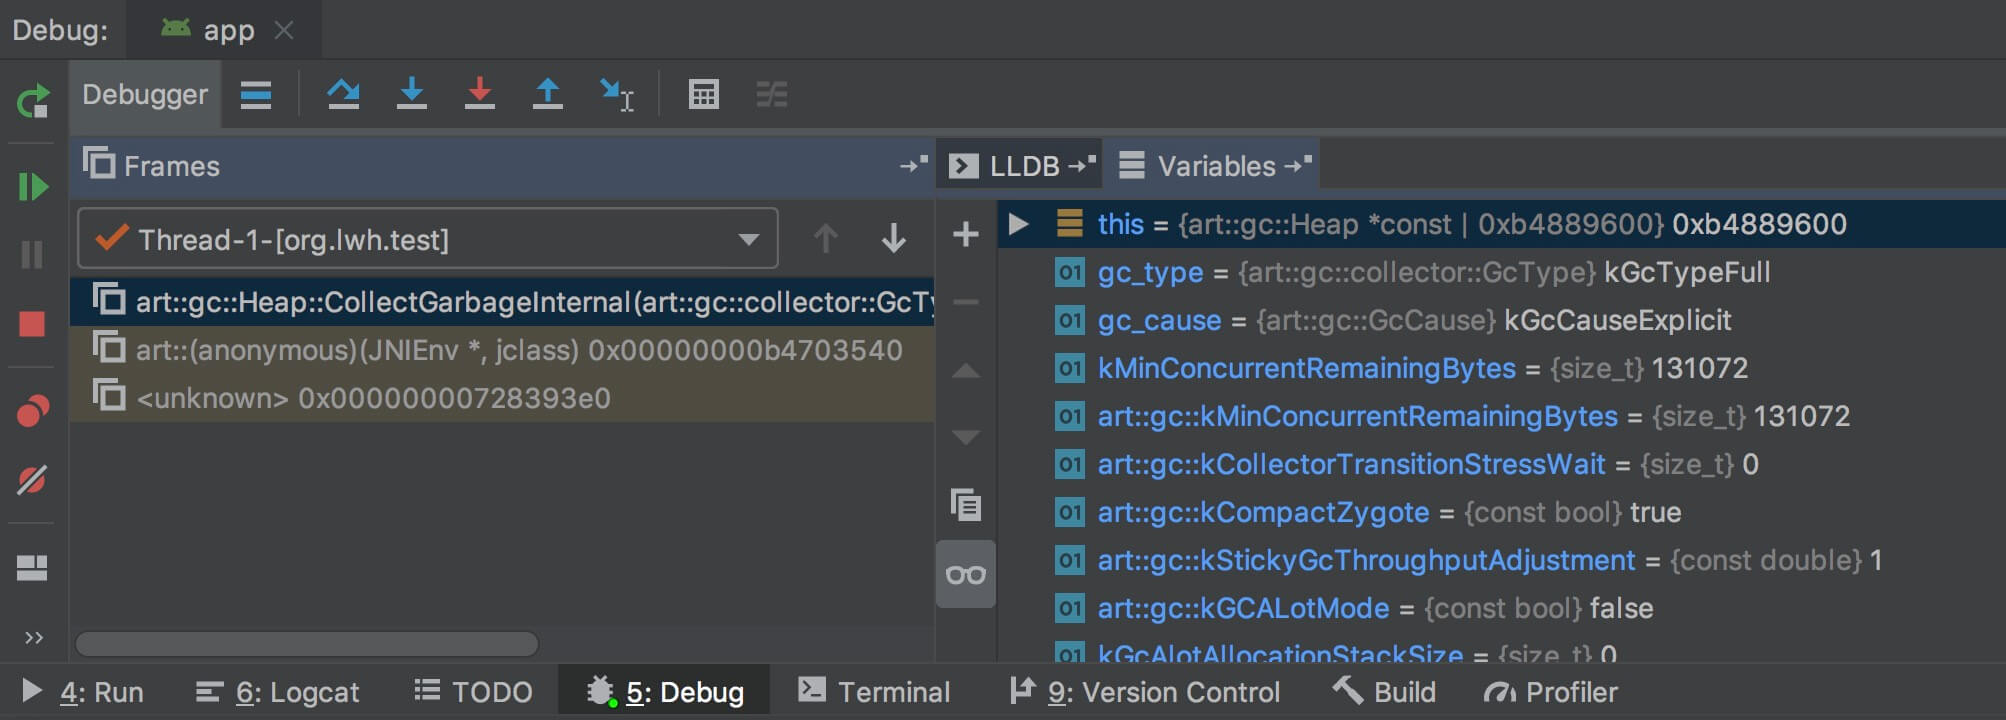 Debug: app
Debugger
Frames
LLDB Variables
Thread-1-[org.lwh.test]
art::gc::Heap::CollectGarbageInternal(art::gc::collector::GcTy
art::(anonymous)(JNIEnv *, jclass) 0x00000000b4703540
<unknown> 0x00000000728393e0
this = {art::gc::Heap *const | 0xb4889600} 0xb4889600
01 gc_type = {art::gc::collector::GcType} kGcTypeFull
01 gc_cause = {art::gc::GcCause} kGcCauseExplicit
01 kMinConcurrentRemainingBytes = {size_t} 131072
01 art::gc::kMinConcurrentRemainingBytes = {size_t} 131072
01 art::gc::kCollectorTransitionStressWait = {size_t} 0
01 art::gc::kCompactZygote = {const bool} true
01 art::gc::kStickyGcThroughputAdjustment = {const double} 1
01 art::gc::kGCALotMode = {const bool} false
01 kGcAlotAllocationStackSize = {size_t} 0
4: Run 6: Logcat TODO 5: Debug Terminal 9: Version Control Build Profiler